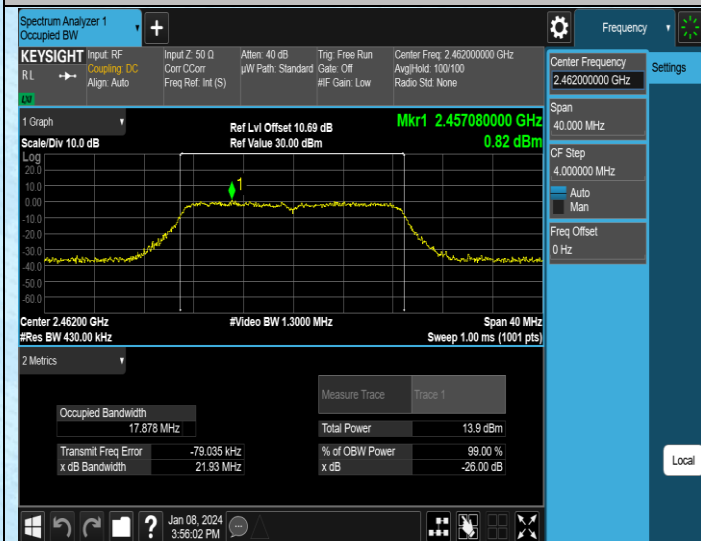 Spectrum Analyzer 1
Occupied BW
Frequency
KEYSIGHT
RL
LXI
Input: RF
Coupling: DC
Align: Auto
Input Z: 50 Ω
Corr CCorr
Freq Ref: Int (S)
Atten: 40 dB
µW Path: Standard
Trig: Free Run
Gate: Off
#IF Gain: Low
Center Freq: 2.462000000 GHz
Avg|Hold: 100/100
Radio Std: None
Center Frequency
2.462000000 GHz
Settings
Span
40.000 MHz
CF Step
4.000000 MHz
Auto
Man
Freq Offset
0 Hz
1 Graph
Scale/Div 10.0 dB
Ref Lvl Offset 10.69 dB
Ref Value 30.00 dBm
Mkr1 2.457080000 GHz
0.82 dBm
Log
20.0
10.0
0.00
-10.0
-20.0
-30.0
-40.0
-50.0
-60.0
1
Center 2.46200 GHz
#Res BW 430.00 kHz
#Video BW 1.3000 MHz
Span 40 MHz
Sweep 1.00 ms (1001 pts)
2 Metrics
Measure Trace
Trace 1
Occupied Bandwidth
17.878 MHz
Total Power
13.9 dBm
Transmit Freq Error
-79.035 kHz
% of OBW Power
99.00 %
x dB Bandwidth
21.93 MHz
x dB
-26.00 dB
Local
Jan 08, 2024
3:56:02 PM